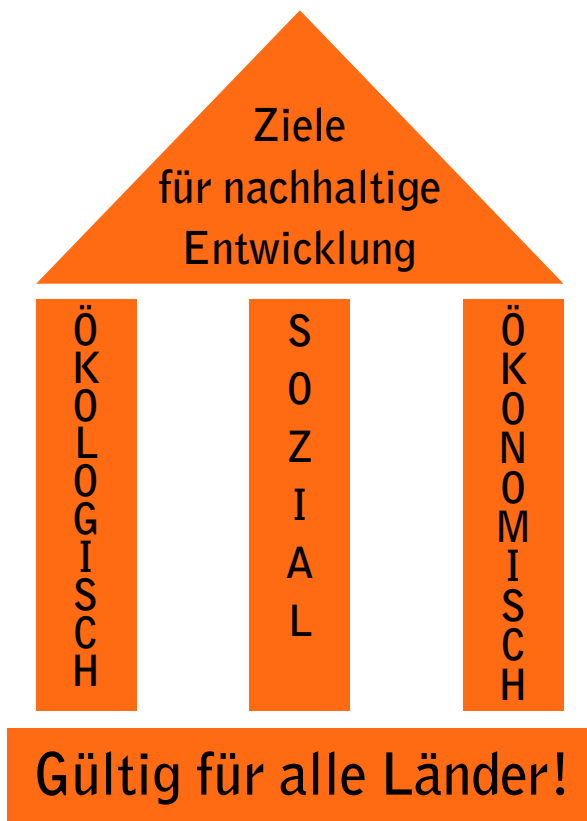 Ziele
für nachhaltige
Entwicklung
ÖKOLOGISCH
SOZIAL
ÖKONOMISCH
Gültig für alle Länder!